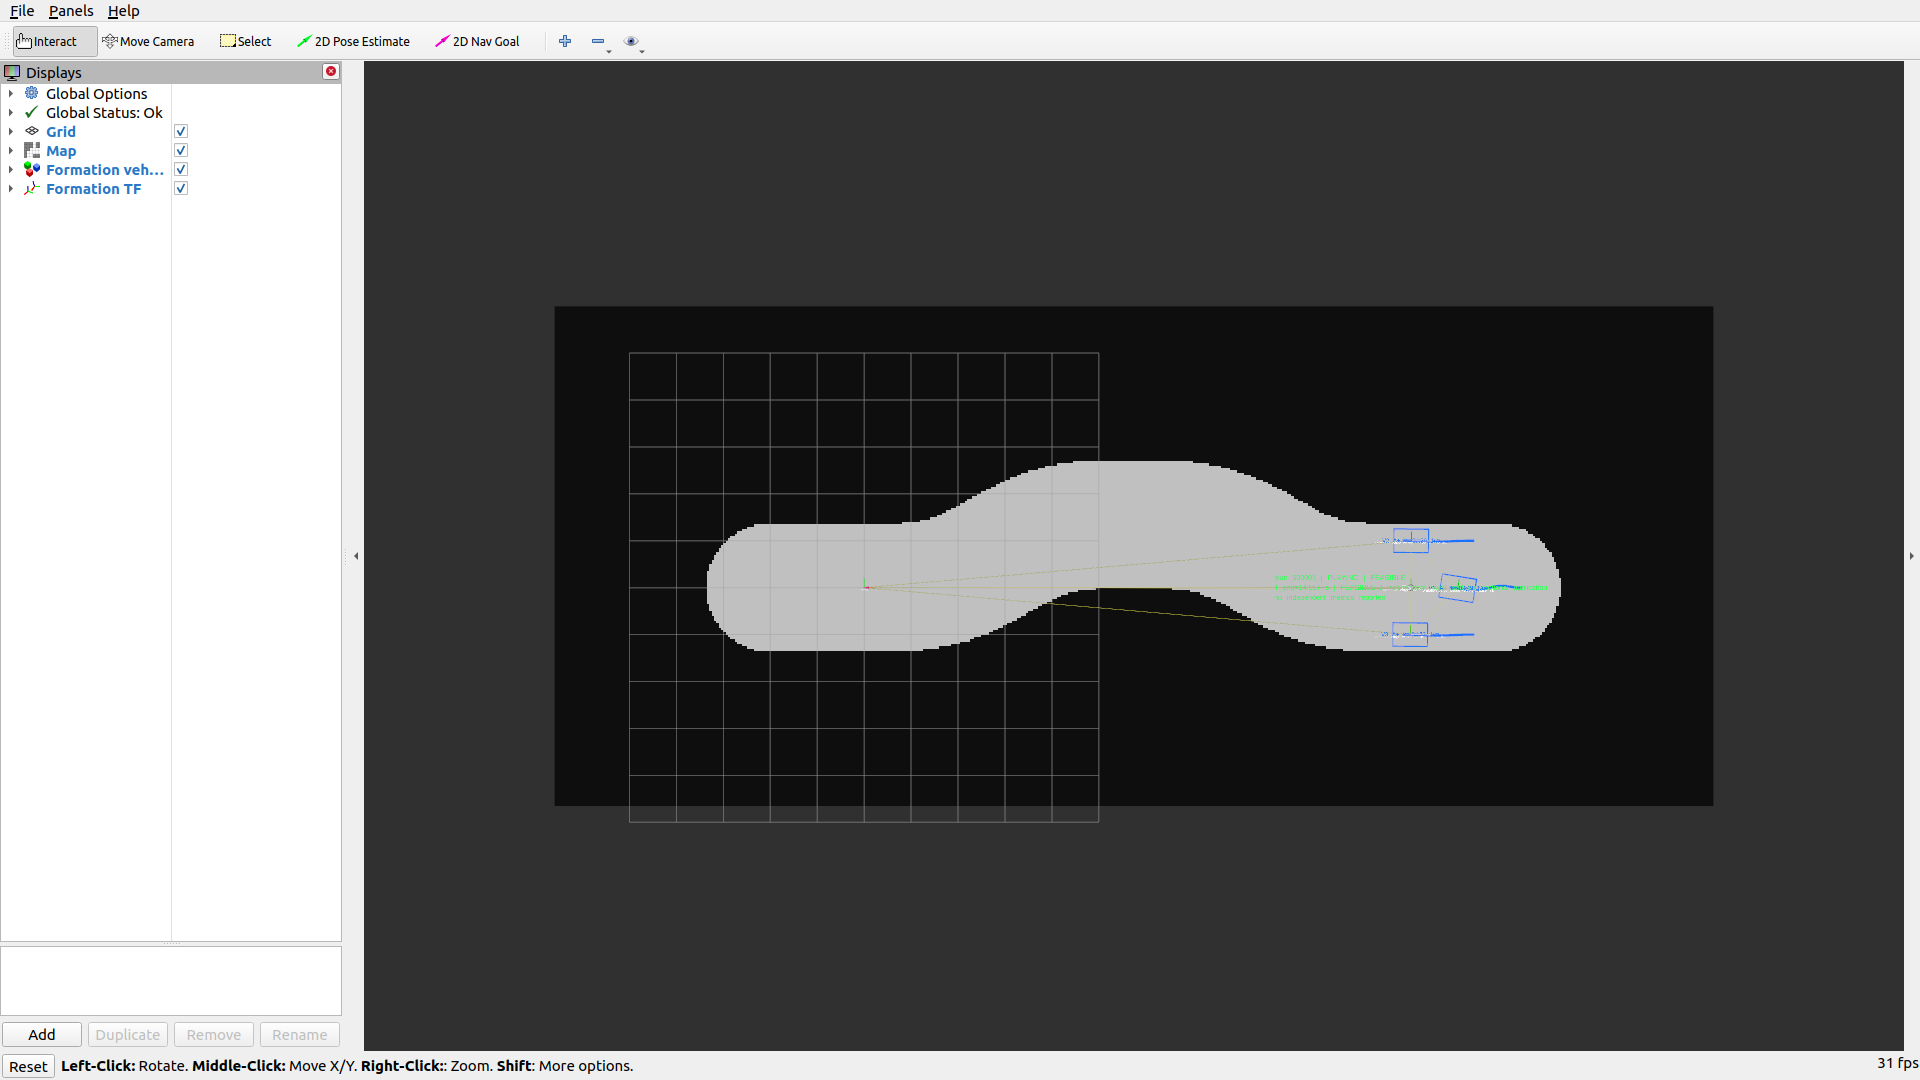 File Panels Help
Interact Move Camera Select 2D Pose Estimate 2D Nav Goal
Displays
Global Options
Global Status: Ok
Grid
Map
Formation veh...
Formation TF
Add Duplicate Remove Rename
Reset Left-Click: Rotate. Middle-Click: Move X/Y. Right-Click:: Zoom. Shift: More options.
31 fps